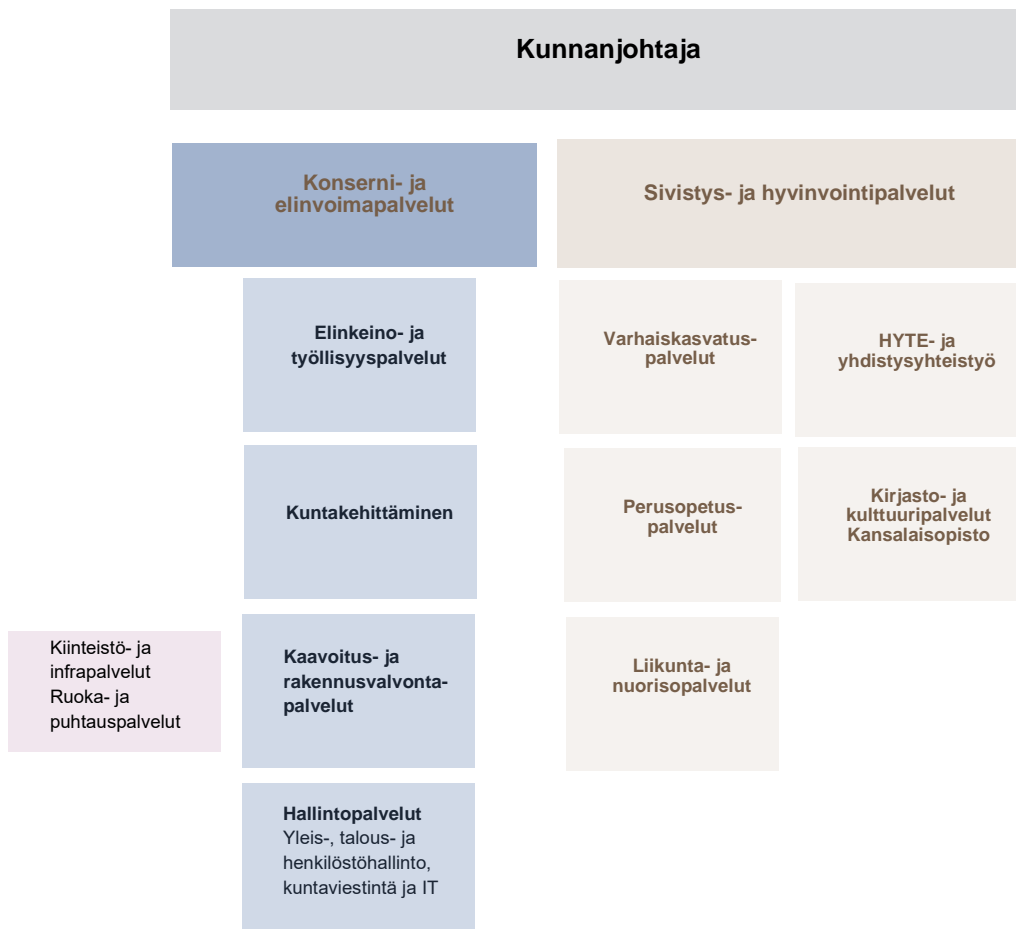 Kunnanjohtaja
Konserni- ja
elinvoimapalvelut
Sivistys- ja hyvinvointipalvelut
Elinkeino- ja
työllisyyspalvelut
Varhaiskasvatus-
palvelut
HYTE- ja
yhdistysyhteistyö
Kuntakehittäminen
Perusopetus-
palvelut
Kirjasto- ja
kulttuuripalvelut
Kansalaisopisto
Kiinteistö- ja
infrapalvelut
Ruoka- ja
puhtauspalvelut
Kaavoitus- ja
rakennusvalvonta-
palvelut
Liikunta- ja
nuorisopalvelut
Hallintopalvelut
Yleis-, talous- ja
henkilöstöhallinto,
kuntaviestintä ja IT